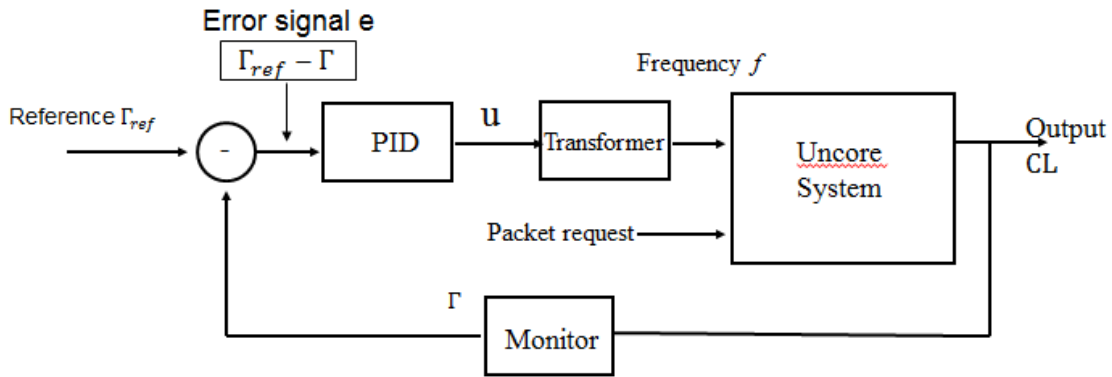 Error signal e
Γ_ref − Γ
Frequency f
Reference Γ_ref
-
PID
u
Transformer
Uncore
System
Output
CL
Packet request
Γ
Monitor